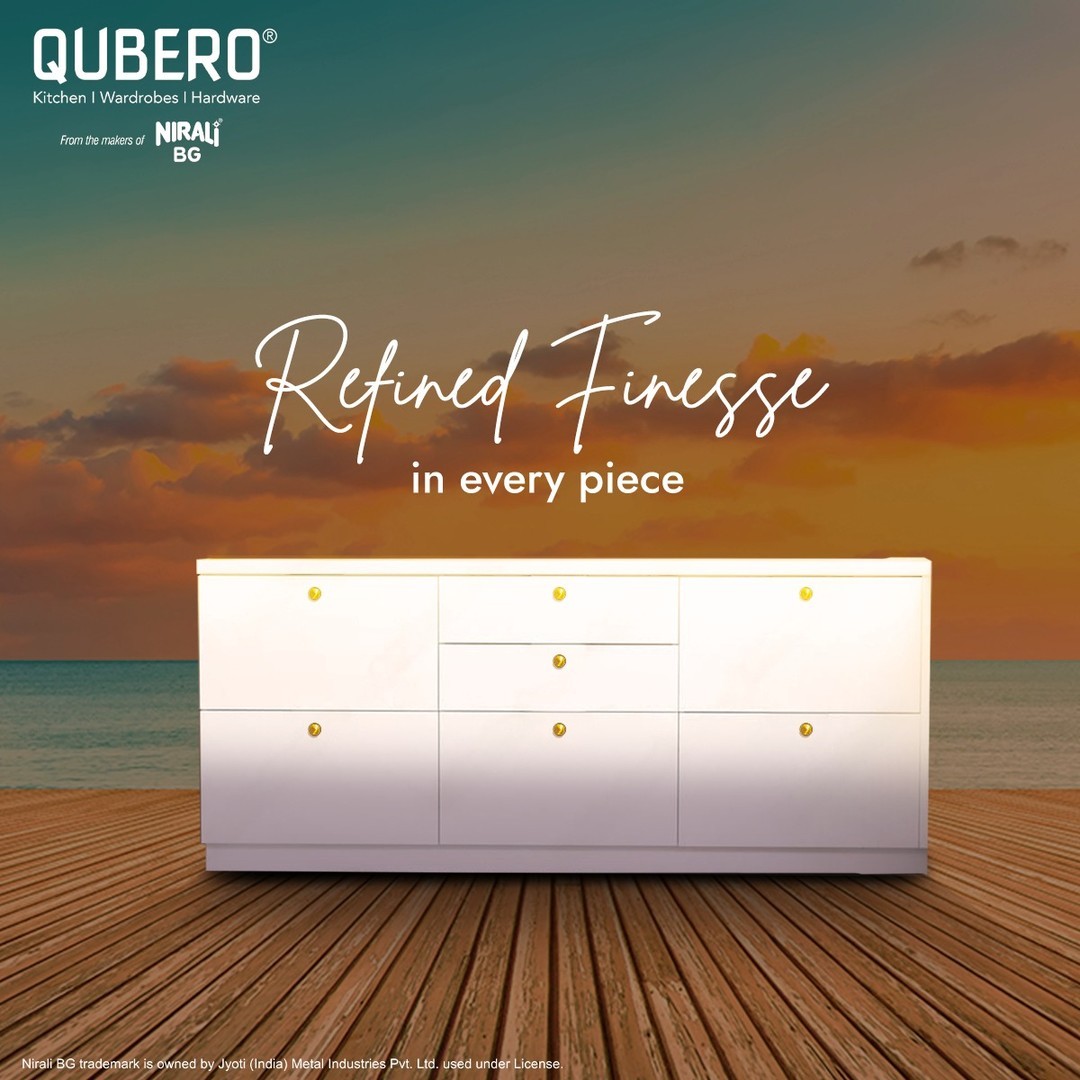 QUBERO®
Kitchen | Wardrobes | Hardware
From the makers of NIRALI®
BG
Refined Finesse
in every piece
Nirali BG trademark is owned by Jyoti (India) Metal Industries Pvt. Ltd. used under License.